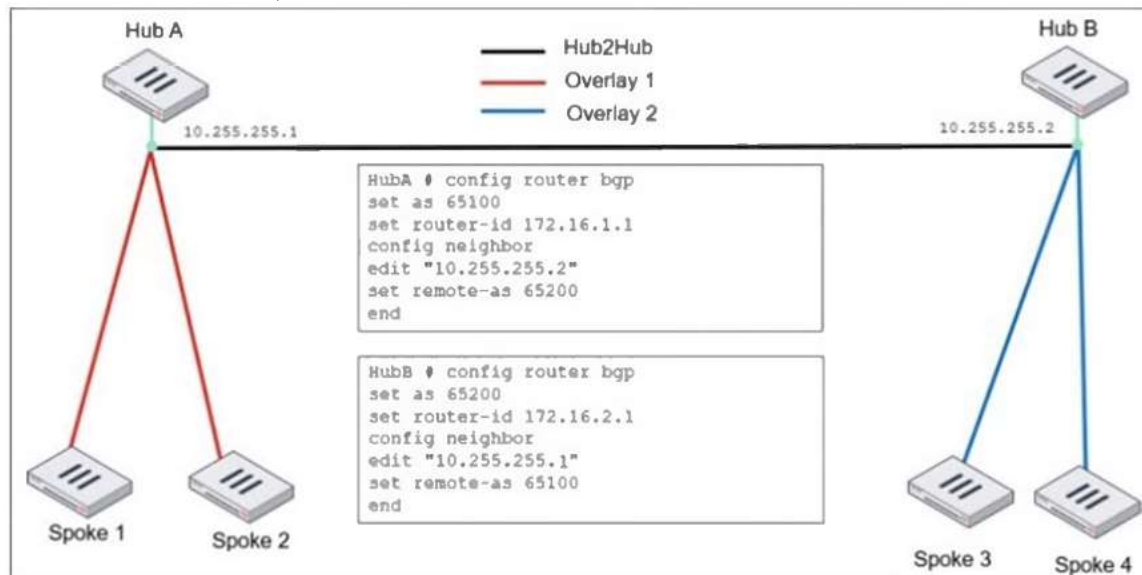 Hub A
Hub B
Hub2Hub
Overlay 1
Overlay 2
10.255.255.1
10.255.255.2
HubA # config router bgp
set as 65100
set router-id 172.16.1.1
config neighbor
edit "10.255.255.2"
set remote-as 65200
end
HubB # config router bgp
set as 65200
set router-id 172.16.2.1
config neighbor
edit "10.255.255.1"
set remote-as 65100
end
Spoke 1
Spoke 2
Spoke 3
Spoke 4